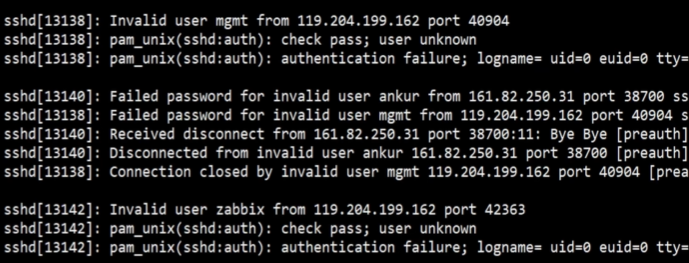 sshd[13138]: Invalid user mgmt from 119.204.199.162 port 40904
sshd[13138]: pam_unix(sshd:auth): check pass; user unknown
sshd[13138]: pam_unix(sshd:auth): authentication failure; logname= uid=0 euid=0 tty=
sshd[13140]: Failed password for invalid user ankur from 161.82.250.31 port 38700 ss
sshd[13138]: Failed password for invalid user mgmt from 119.204.199.162 port 40904 s
sshd[13140]: Received disconnect from 161.82.250.31 port 38700:11: Bye Bye [preauth]
sshd[13140]: Disconnected from invalid user ankur 161.82.250.31 port 38700 [preauth]
sshd[13138]: Connection closed by invalid user mgmt 119.204.199.162 port 40904 [prea
sshd[13142]: Invalid user zabbix from 119.204.199.162 port 42363
sshd[13142]: pam_unix(sshd:auth): check pass; user unknown
sshd[13142]: pam_unix(sshd:auth): authentication failure; logname= uid=0 euid=0 tty=